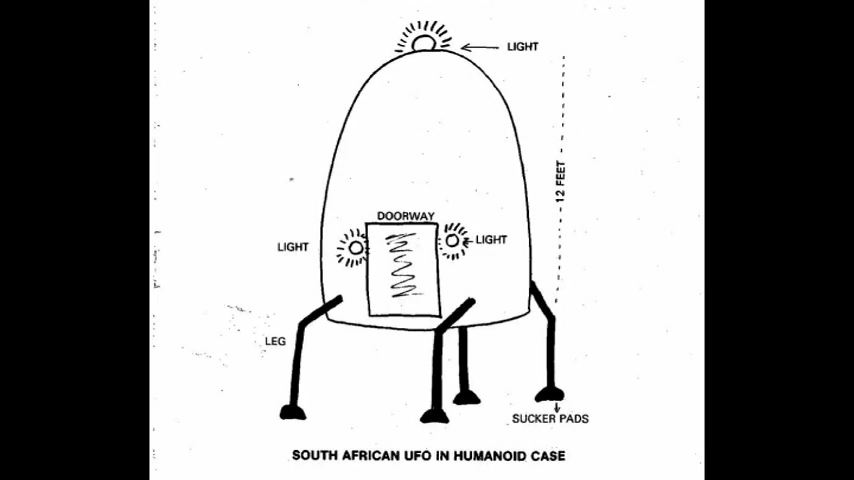 LIGHT
12 FEET
DOORWAY
LIGHT
LIGHT
LEG
SUCKER PADS
SOUTH AFRICAN UFO IN HUMANOID CASE